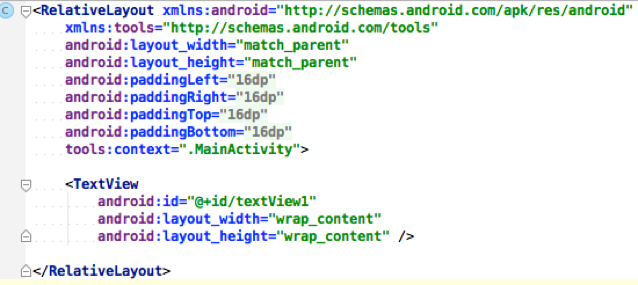 <RelativeLayout xmlns:android="http://schemas.android.com/apk/res/android"
xmlns:tools="http://schemas.android.com/tools"
android:layout_width="match_parent"
android:layout_height="match_parent"
android:paddingLeft="16dp"
android:paddingRight="16dp"
android:paddingTop="16dp"
android:paddingBottom="16dp"
tools:context=".MainActivity">
<TextView
android:id="@+id/textView1"
android:layout_width="wrap_content"
android:layout_height="wrap_content" />
</RelativeLayout>